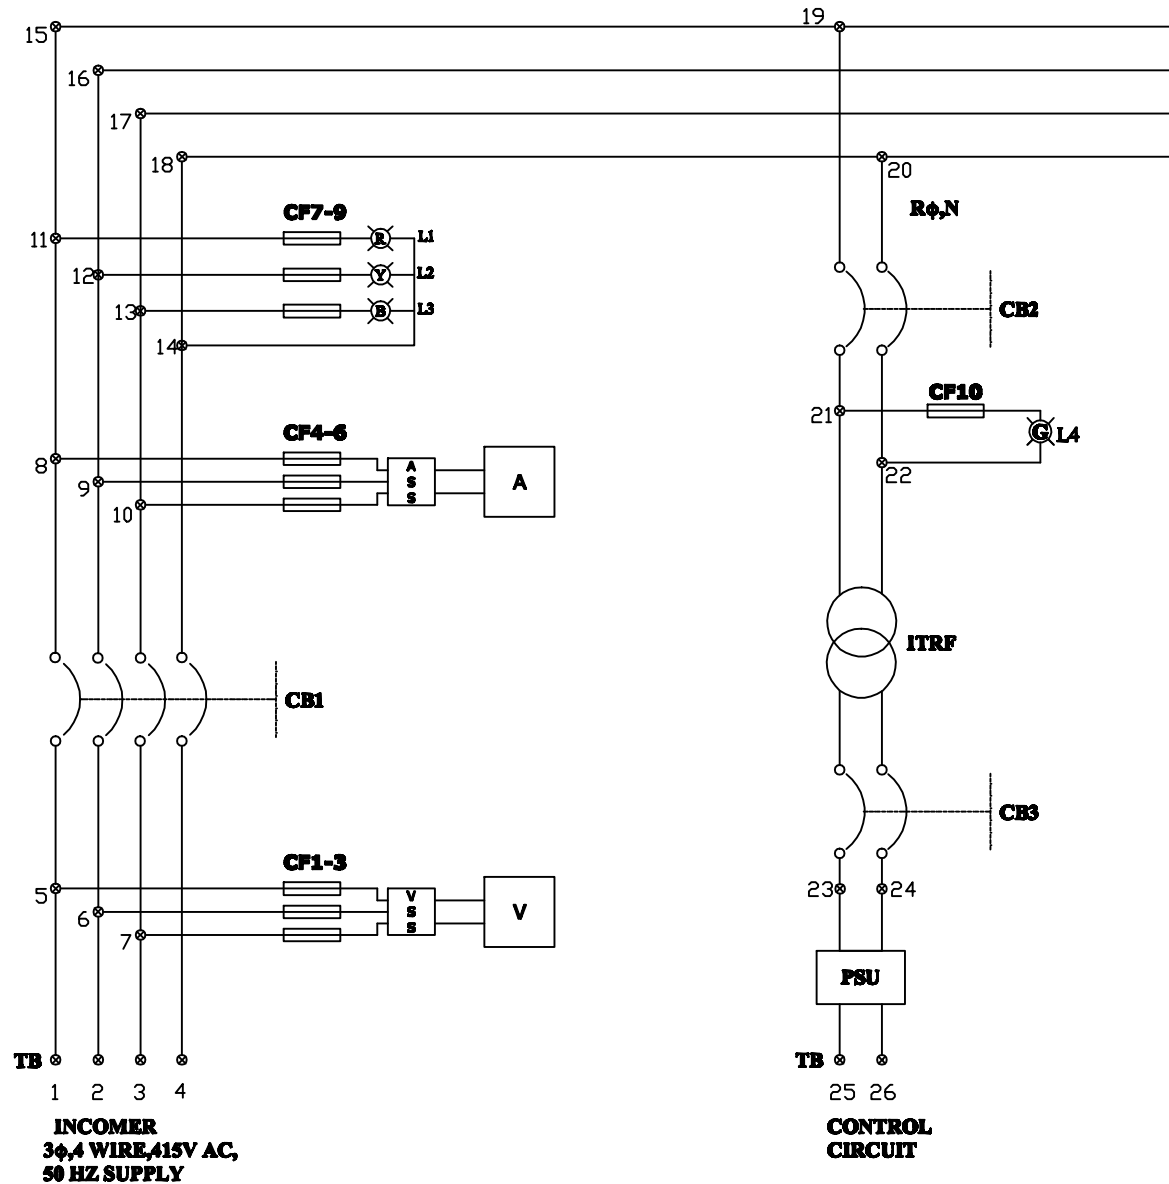 15
19
16
17
18
20
Rϕ,N
CF7-9
11
R
L1
12
Y
L2
13
B
L3
14
CB2
CF10
21
G
L4
22
CF4-6
8
9
10
A
S
S
A
ITRF
CB1
CB3
CF1-3
5
6
7
V
S
S
V
23
24
PSU
TB
1
2
3
4
TB
25
26
INCOMER
3ϕ,4 WIRE,415V AC,
50 HZ SUPPLY
CONTROL
CIRCUIT